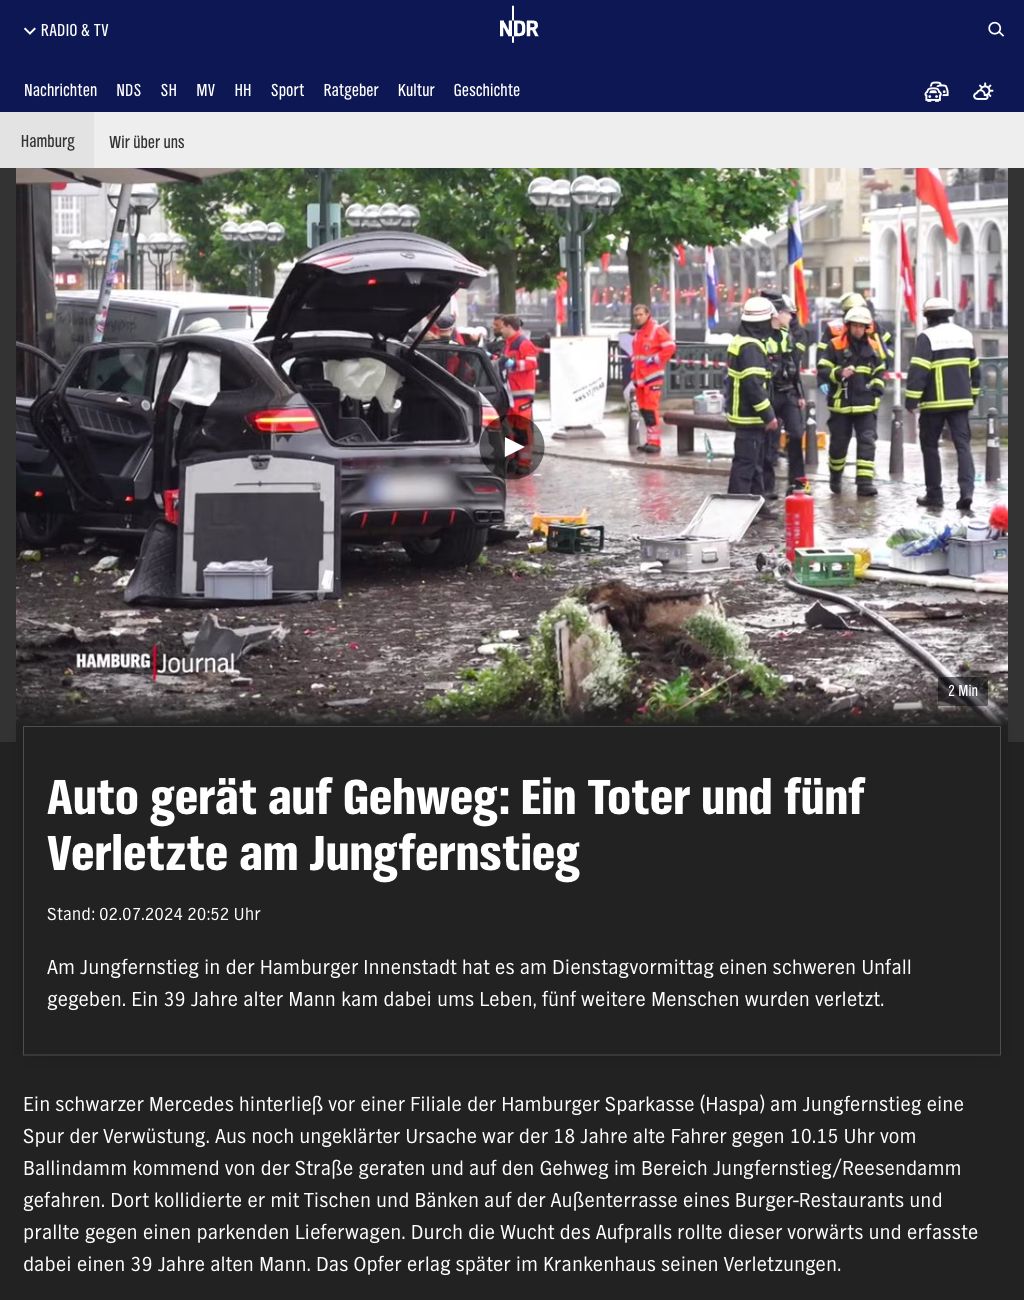 RADIO & TV
NDR
Nachrichten NDS SH MV HH Sport Ratgeber Kultur Geschichte
Hamburg Wir über uns
HAMBURG Journal
2 Min
Auto gerät auf Gehweg: Ein Toter und fünf
Verletzte am Jungfernstieg
Stand: 02.07.2024 20:52 Uhr
Am Jungfernstieg in der Hamburger Innenstadt hat es am Dienstagvormittag einen schweren Unfall
gegeben. Ein 39 Jahre alter Mann kam dabei ums Leben, fünf weitere Menschen wurden verletzt.
Ein schwarzer Mercedes hinterließ vor einer Filiale der Hamburger Sparkasse (Haspa) am Jungfernstieg eine
Spur der Verwüstung. Aus noch ungeklärter Ursache war der 18 Jahre alte Fahrer gegen 10.15 Uhr vom
Ballindamm kommend von der Straße geraten und auf den Gehweg im Bereich Jungfernstieg/Reesendamm
gefahren. Dort kollidierte er mit Tischen und Bänken auf der Außenterrasse eines Burger-Restaurants und
prallte gegen einen parkenden Lieferwagen. Durch die Wucht des Aufpralls rollte dieser vorwärts und erfasste
dabei einen 39 Jahre alten Mann. Das Opfer erlag später im Krankenhaus seinen Verletzungen.